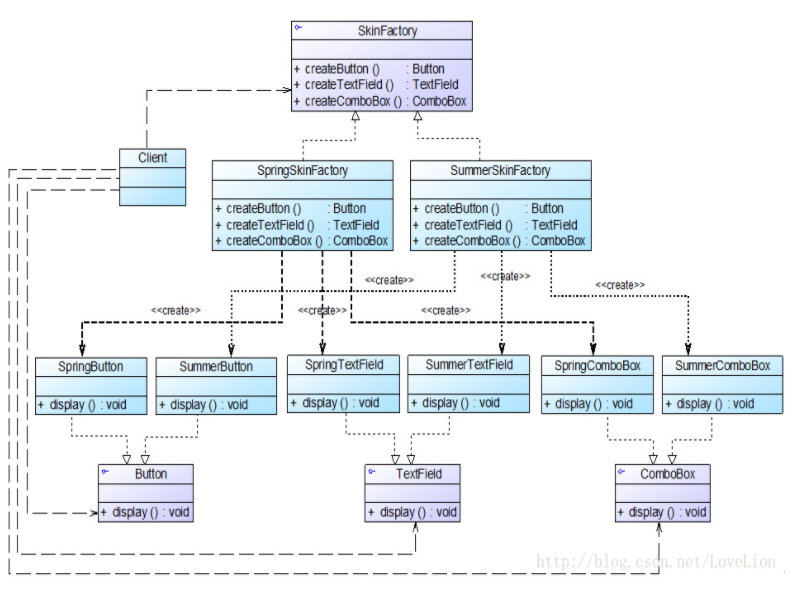 SkinFactory
+ createButton () : Button
+ createTextField () : TextField
+ createComboBox () : ComboBox
Client
SpringSkinFactory
+ createButton () : Button
+ createTextField () : TextField
+ createComboBox () : ComboBox
SummerSkinFactory
+ createButton () : Button
+ createTextField () : TextField
+ createComboBox () : ComboBox
<<create>>
<<create>>
<<create>>
<<create>>
<<create>>
<<create>>
SpringButton
+ display () : void
SummerButton
+ display () : void
SpringTextField
+ display () : void
SummerTextField
+ display () : void
SpringComboBox
+ display () : void
SummerComboBox
+ display () : void
Button
+ display () : void
TextField
+ display () : void
ComboBox
+ display () : void
http://blog.csdn.net/LoveLion